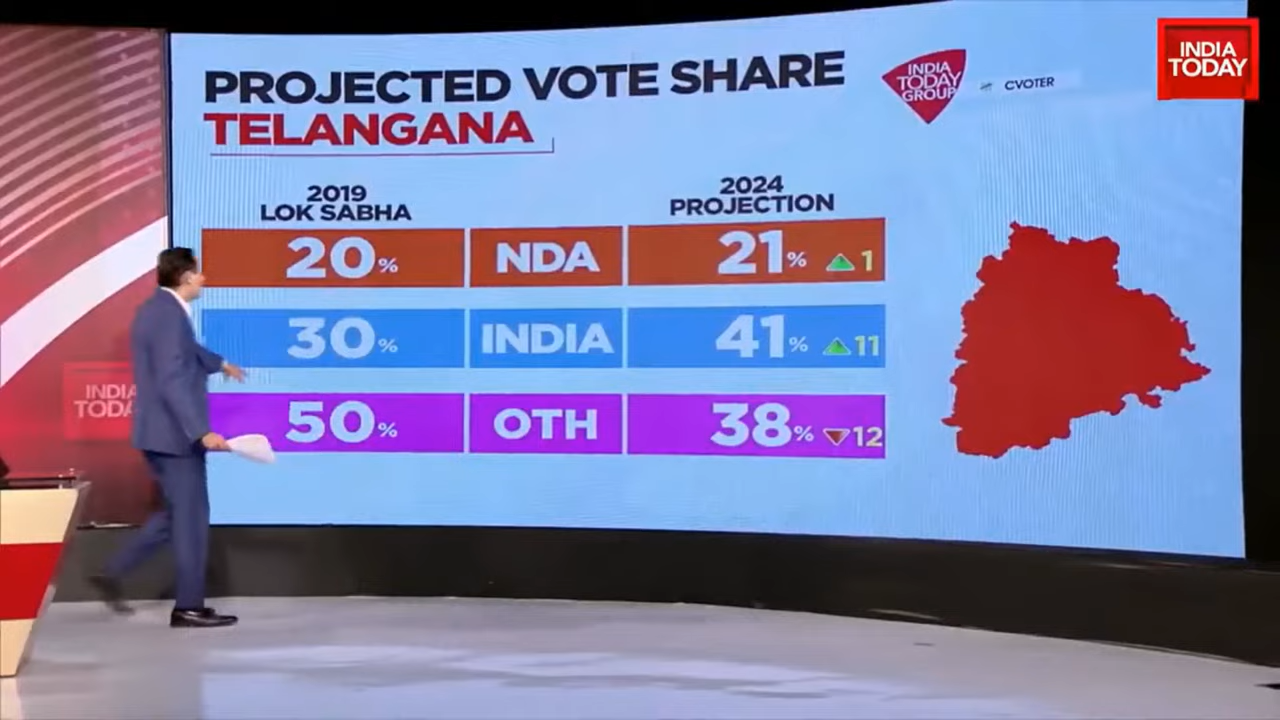 PROJECTED VOTE SHARE
TELANGANA
INDIA
TODAY
GROUP
CVOTER
INDIA
TODAY
2019
LOK SABHA
2024
PROJECTION
20% NDA 21% 1
30% INDIA 41% 11
50% OTH 38% 12
INDIA
TODA